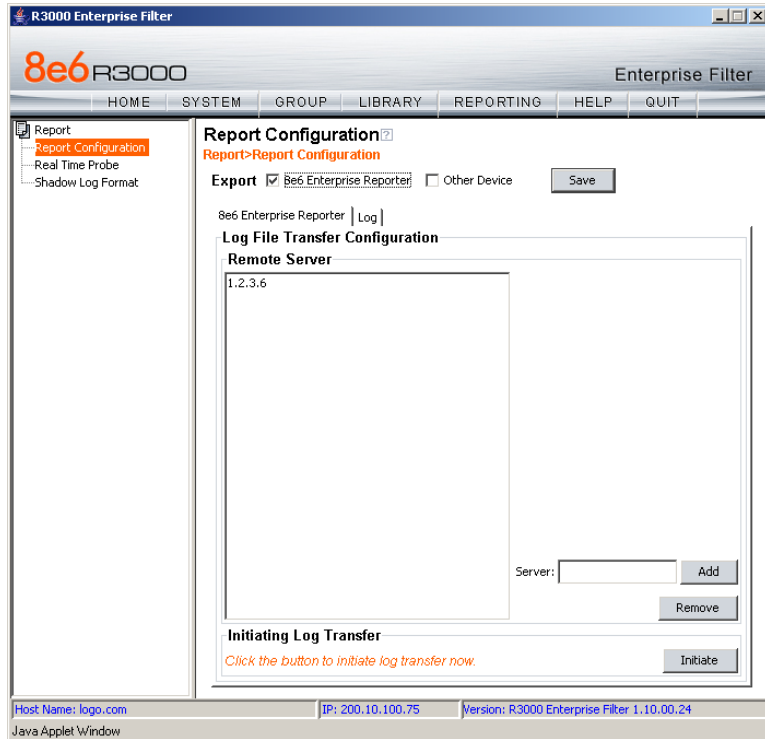 R3000 Enterprise Filter
8e6 R3000
Enterprise Filter
HOME SYSTEM GROUP LIBRARY REPORTING HELP QUIT
Report
Report Configuration
Real Time Probe
Shadow Log Format
Report Configuration ?
Report>Report Configuration
Export 8e6 Enterprise Reporter Other Device Save
8e6 Enterprise Reporter Log
Log File Transfer Configuration
Remote Server
1.2.3.6
Server: Add
Remove
Initiating Log Transfer
Click the button to initiate log transfer now. Initiate
Host Name: logo.com IP: 200.10.100.75 Version: R3000 Enterprise Filter 1.10.00.24
Java Applet Window